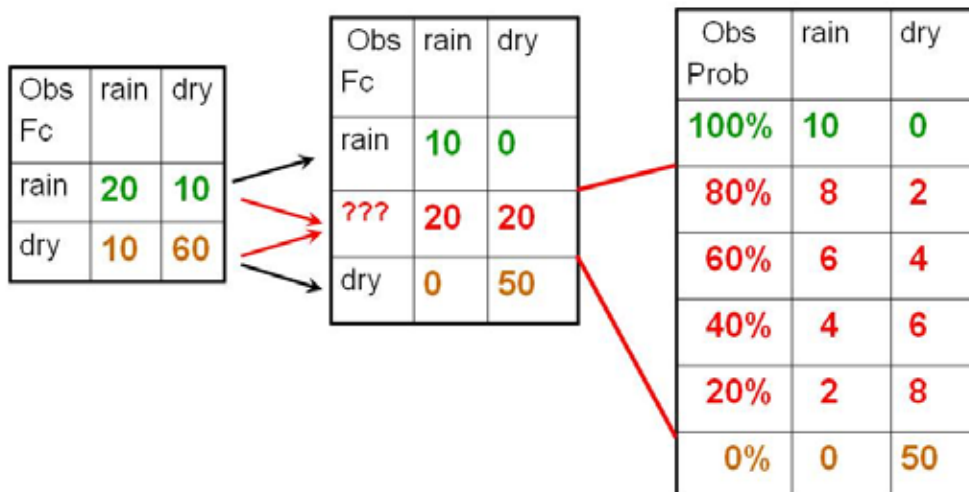 Obs rain dry
Fc
rain 20 10
dry 10 60
Obs rain dry
Fc
rain 10 0
??? 20 20
dry 0 50
Obs rain dry
Prob
100% 10 0
80% 8 2
60% 6 4
40% 4 6
20% 2 8
0% 0 50